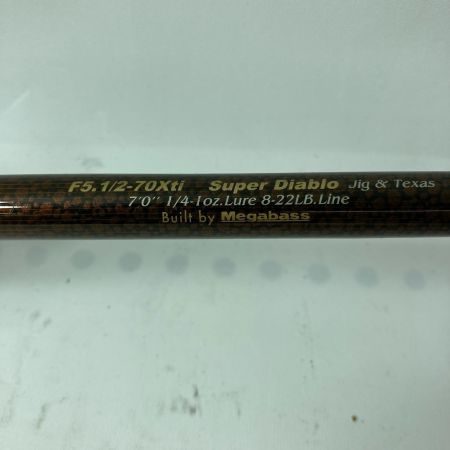 F5.1/2-70Xti Super Diablo Jig & Texas
7'0'' 1/4-1oz.Lure 8-22LB.Line
Built by Megabass